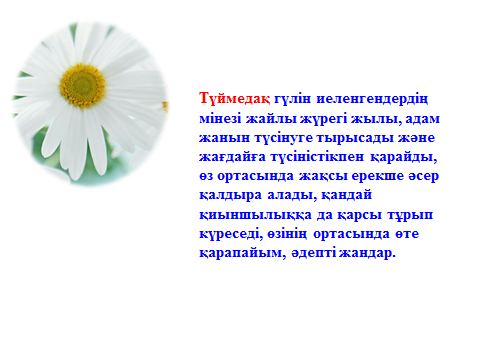 Түймедақ гүлін иеленгендердің
мінезі жайлы жүрегі жылы, адам
жанын түсінуге тырысады және
жағдайға түсіністікпен қарайды,
өз ортасында жақсы ерекше әсер
қалдыра алады, қандай
қиыншылыққа да қарсы тұрып
күреседі, өзінің ортасында өте
қарапайым, әдепті жандар.